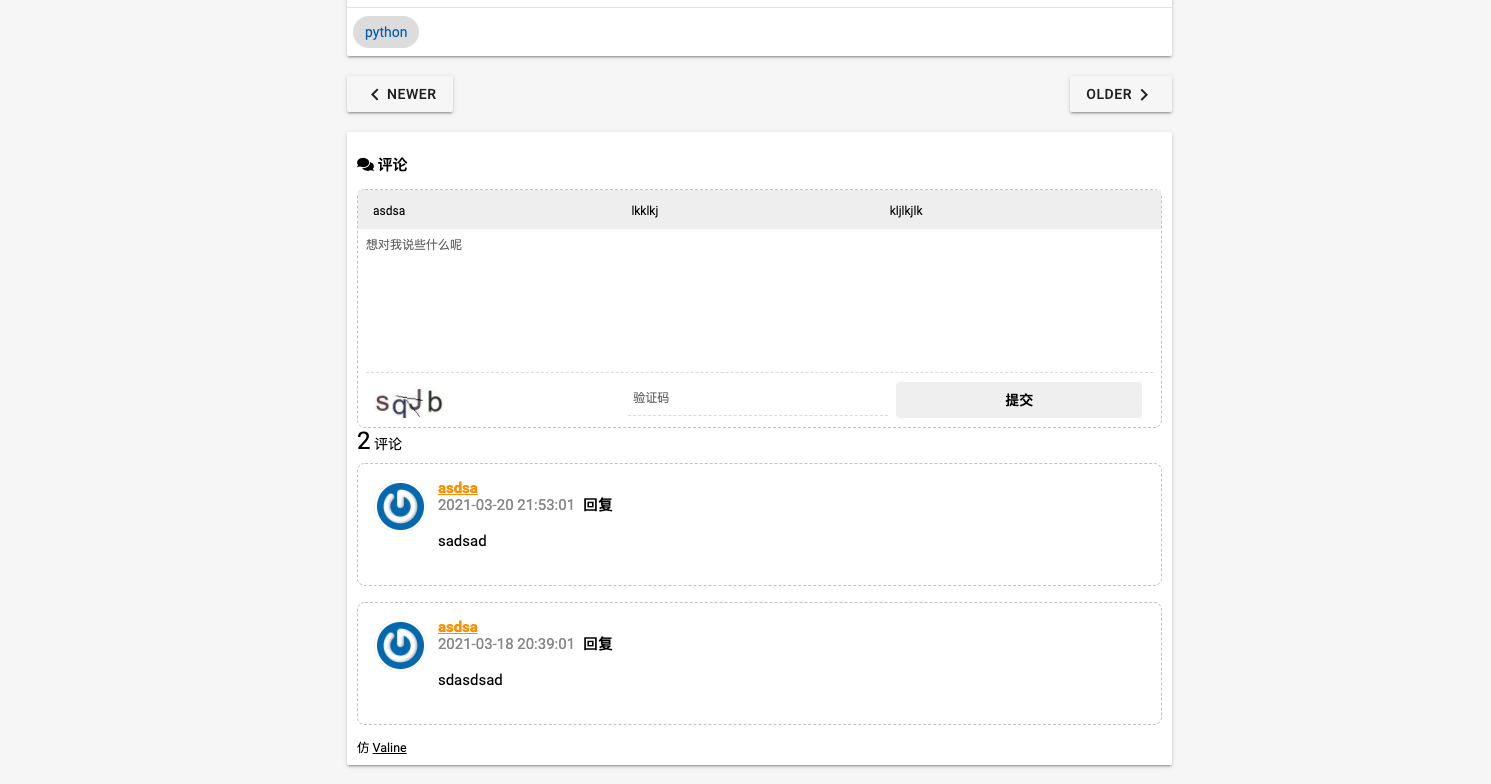 python
NEWER
OLDER
评论
asdsa lkklkj kljlkjlk
想对我说些什么呢
sqJb 验证码 提交
2 评论
asdsa
2021-03-20 21:53:01 回复
sadsad
asdsa
2021-03-18 20:39:01 回复
sdasdsad
仿 Valine